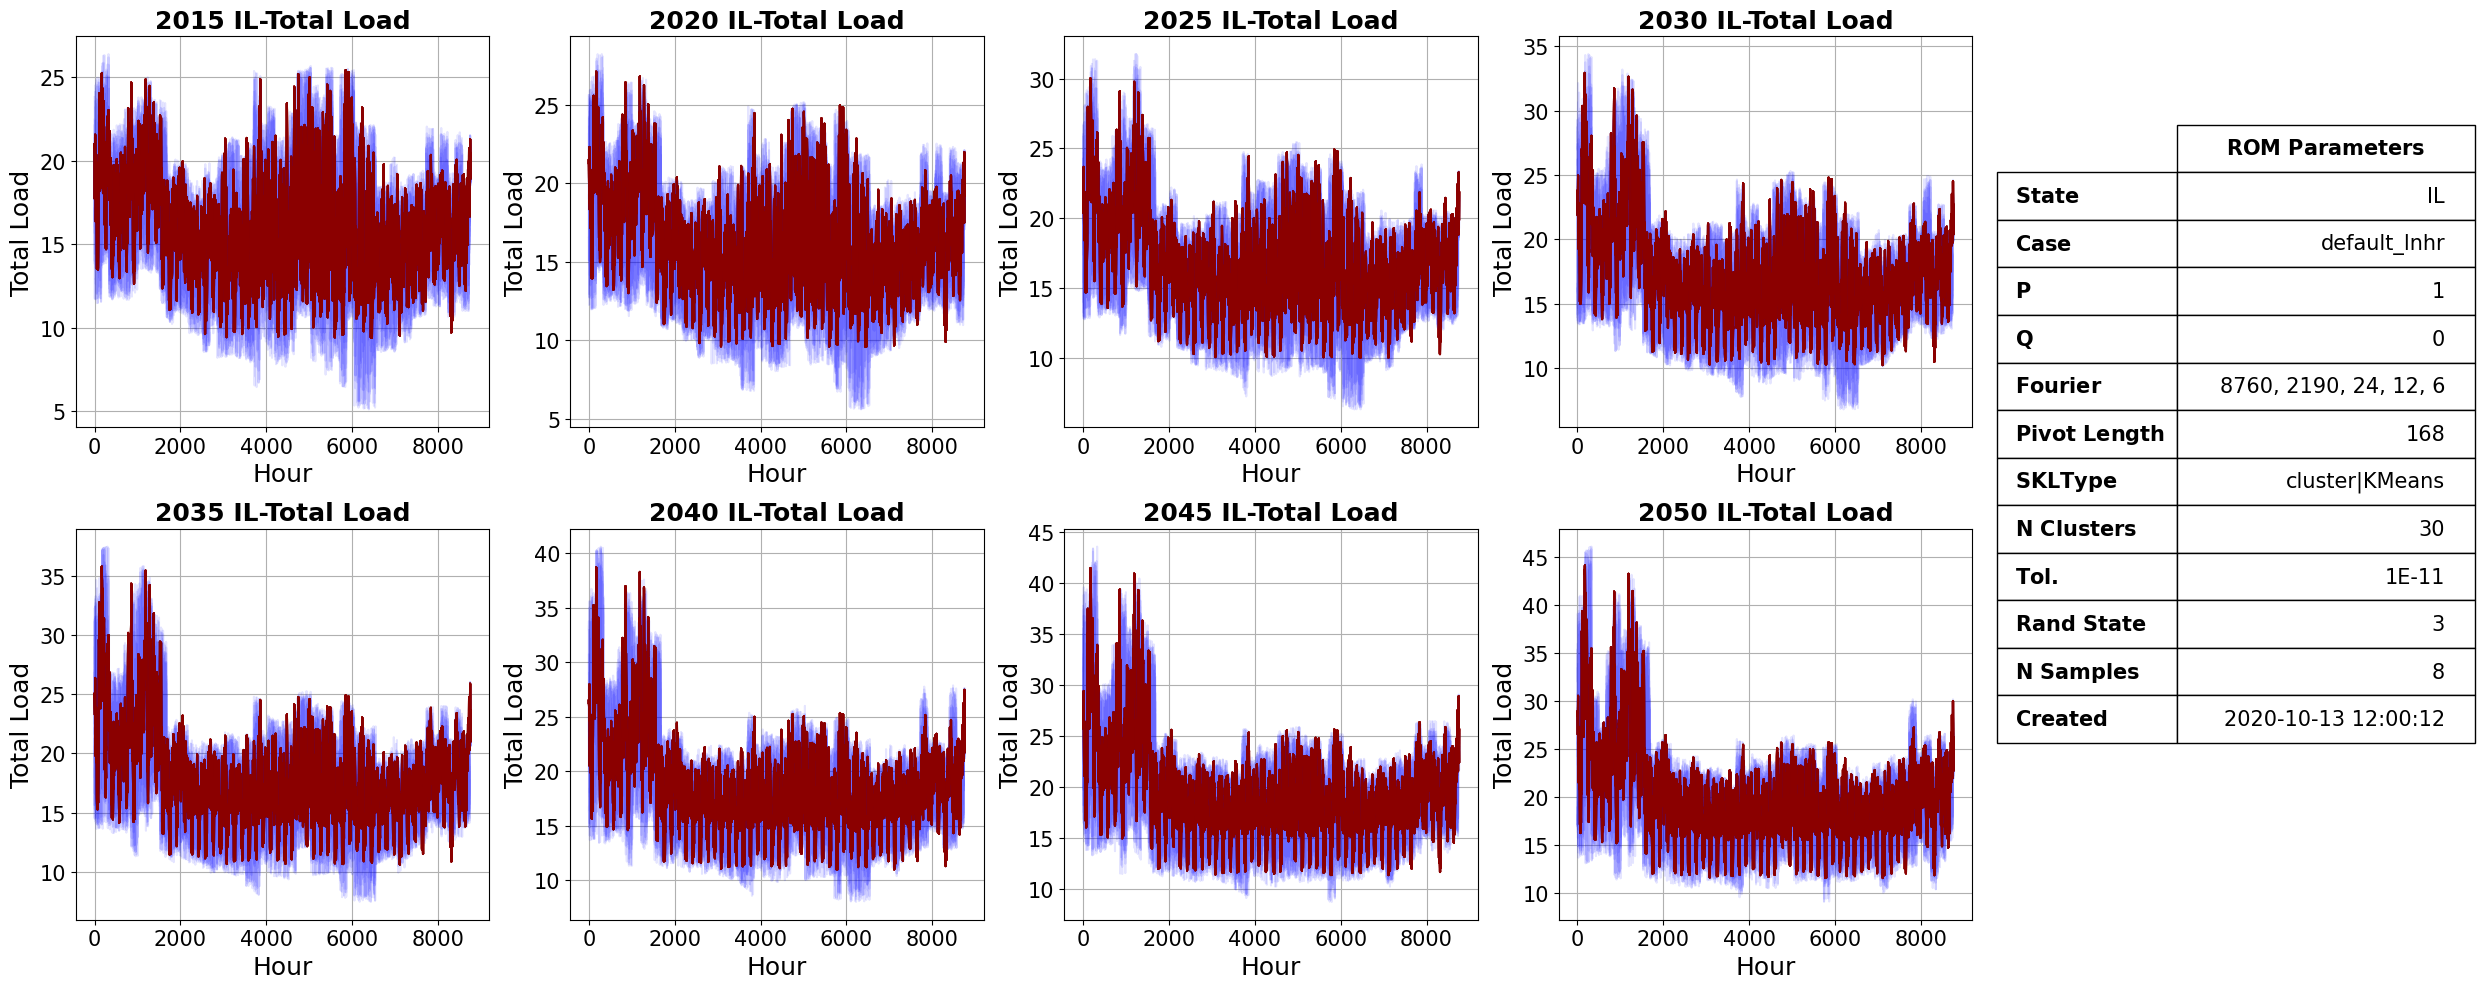 2015 IL-Total Load
25
20
15
10
5
Total Load
0 2000 4000 6000 8000
Hour
2020 IL-Total Load
25
20
15
10
5
Total Load
0 2000 4000 6000 8000
Hour
2025 IL-Total Load
30
25
20
15
10
Total Load
0 2000 4000 6000 8000
Hour
2030 IL-Total Load
35
30
25
20
15
10
Total Load
0 2000 4000 6000 8000
Hour
2035 IL-Total Load
35
30
25
20
15
10
Total Load
0 2000 4000 6000 8000
Hour
2040 IL-Total Load
40
35
30
25
20
15
10
Total Load
0 2000 4000 6000 8000
Hour
2045 IL-Total Load
45
40
35
30
25
20
15
10
Total Load
0 2000 4000 6000 8000
Hour
2050 IL-Total Load
45
40
35
30
25
20
15
10
Total Load
0 2000 4000 6000 8000
Hour
ROM Parameters
State IL
Case default_lnhr
P 1
Q 0
Fourier 8760, 2190, 24, 12, 6
Pivot Length 168
SKLType cluster|KMeans
N Clusters 30
Tol. 1E-11
Rand State 3
N Samples 8
Created 2020-10-13 12:00:12